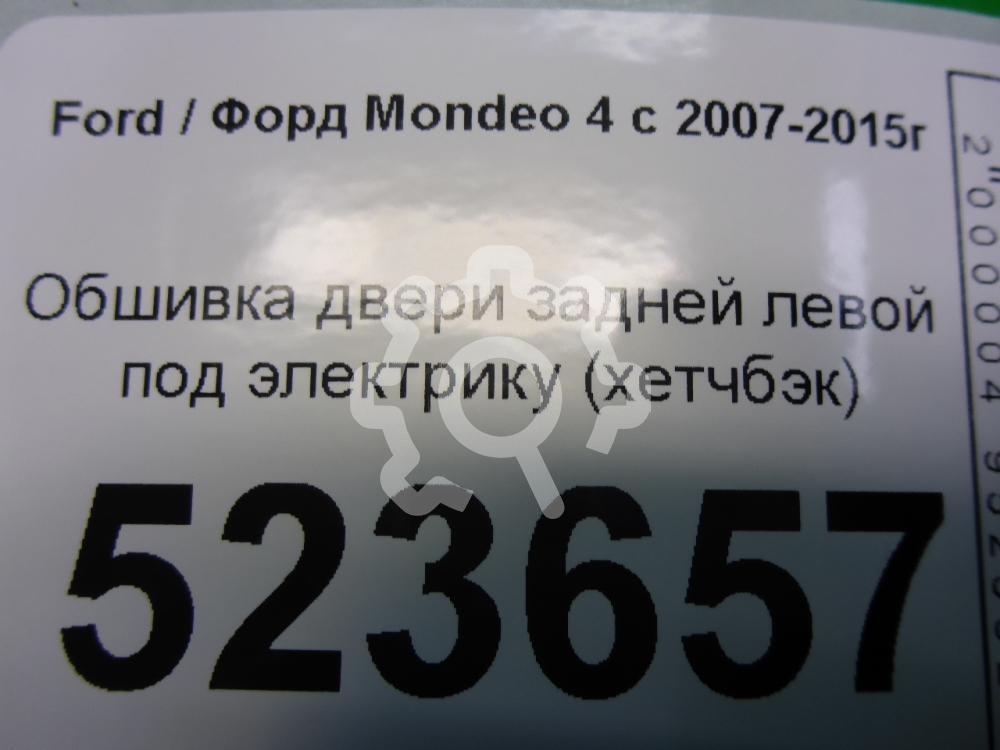 Ford / Форд Mondeo 4 с 2007-2015г
Обшивка двери задней левой
под электрику (хетчбэк)
523657